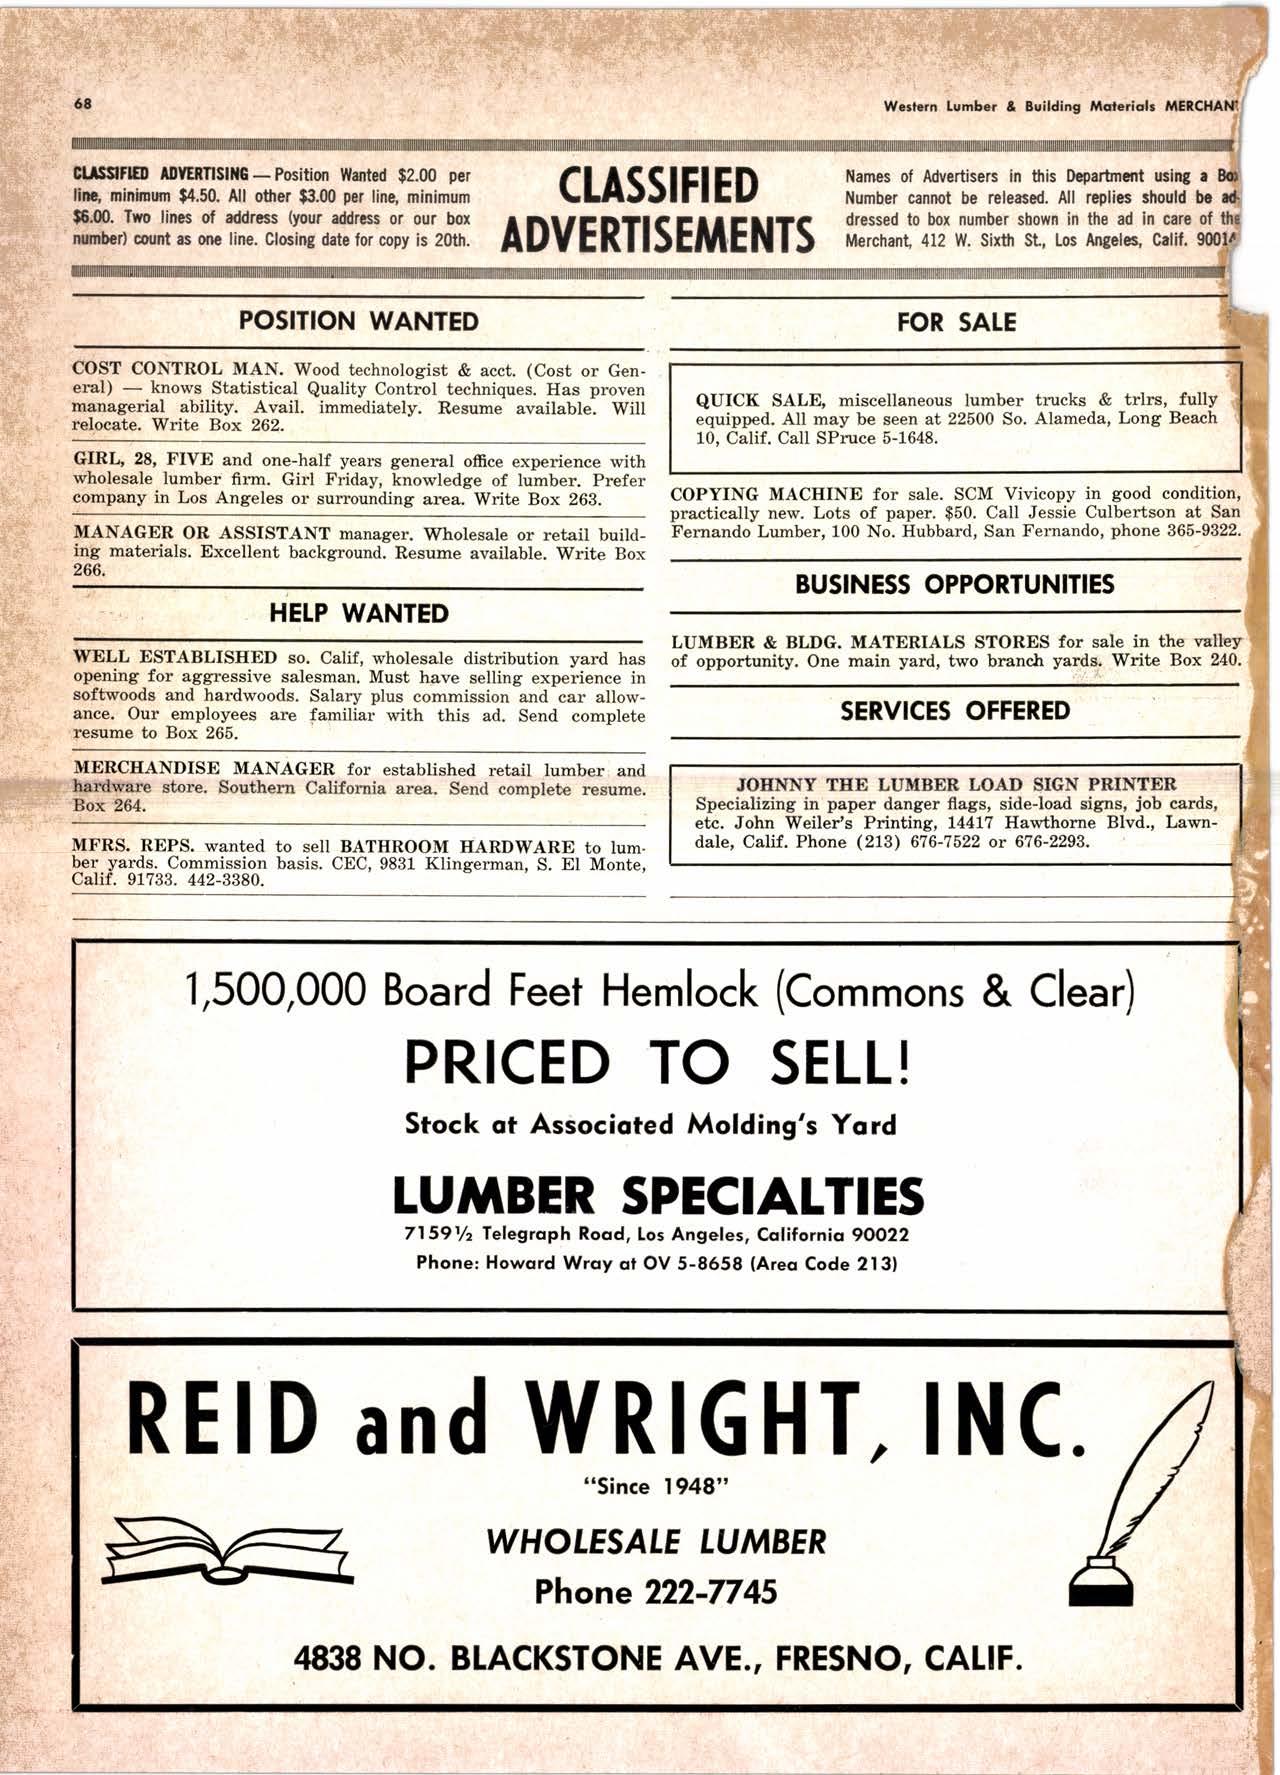 68
Western Lumber & Building Materials MERCHANT
CLASSIFIED ADVERTISING — Position Wanted $2.00 per
line, minimum $4.50. All other $3.00 per line, minimum
$6.00. Two lines of address (your address or our box
number) count as one line. Closing date for copy is 20th.
CLASSIFIED
ADVERTISEMENTS
Names of Advertisers in this Department using a Box
Number cannot be released. All replies should be ad-
dressed to box number shown in the ad in care of the
Merchant, 412 W. Sixth St., Los Angeles, Calif. 90014
POSITION WANTED
COST CONTROL MAN. Wood technologist & acct. (Cost or Gen-
eral) — knows Statistical Quality Control techniques. Has proven
managerial ability. Avail. immediately. Resume available. Will
relocate. Write Box 262.
GIRL, 28, FIVE and one-half years general office experience with
wholesale lumber firm. Girl Friday, knowledge of lumber. Prefer
company in Los Angeles or surrounding area. Write Box 263.
MANAGER OR ASSISTANT manager. Wholesale or retail build-
ing materials. Excellent background. Resume available. Write Box
266.
HELP WANTED
WELL ESTABLISHED so. Calif, wholesale distribution yard has
opening for aggressive salesman. Must have selling experience in
softwoods and hardwoods. Salary plus commission and car allow-
ance. Our employees are familiar with this ad. Send complete
resume to Box 265.
MERCHANDISE MANAGER for established retail lumber and
hardware store. Southern California area. Send complete resume.
Box 264.
MFRS. REPS. wanted to sell BATHROOM HARDWARE to lum-
ber yards. Commission basis. CEC, 9831 Klingerman, S. El Monte,
Calif. 91733. 442-3380.
FOR SALE
QUICK SALE, miscellaneous lumber trucks & trlrs, fully
equipped. All may be seen at 22500 So. Alameda, Long Beach
10, Calif. Call SPruce 5-1648.
COPYING MACHINE for sale. SCM Vivicopy in good condition,
practically new. Lots of paper. $50. Call Jessie Culbertson at San
Fernando Lumber, 100 No. Hubbard, San Fernando, phone 365-9322.
BUSINESS OPPORTUNITIES
LUMBER & BLDG. MATERIALS STORES for sale in the valley
of opportunity. One main yard, two branch yards. Write Box 240.
SERVICES OFFERED
JOHNNY THE LUMBER LOAD SIGN PRINTER
Specializing in paper danger flags, side-load signs, job cards,
etc. John Weiler's Printing, 14417 Hawthorne Blvd., Lawn-
dale, Calif. Phone (213) 676-7522 or 676-2293.
1,500,000 Board Feet Hemlock (Commons & Clear)
PRICED TO SELL!
Stock at Associated Molding's Yard
LUMBER SPECIALTIES
7159½ Telegraph Road, Los Angeles, California 90022
Phone: Howard Wray at OV 5-8658 (Area Code 213)
REID and WRIGHT, INC.
"Since 1948"
WHOLESALE LUMBER
Phone 222-7745
4838 NO. BLACKSTONE AVE., FRESNO, CALIF.